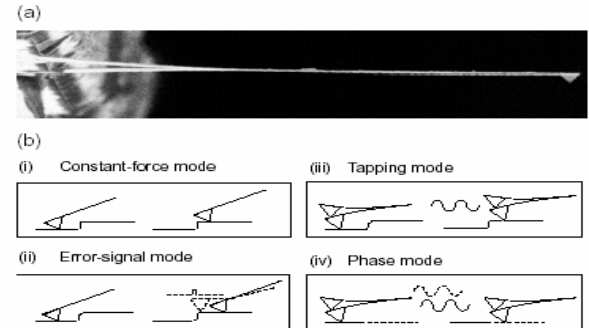 (a)
(b)
(i) Constant-force mode
(iii) Tapping mode
(ii) Error-signal mode
(iv) Phase mode